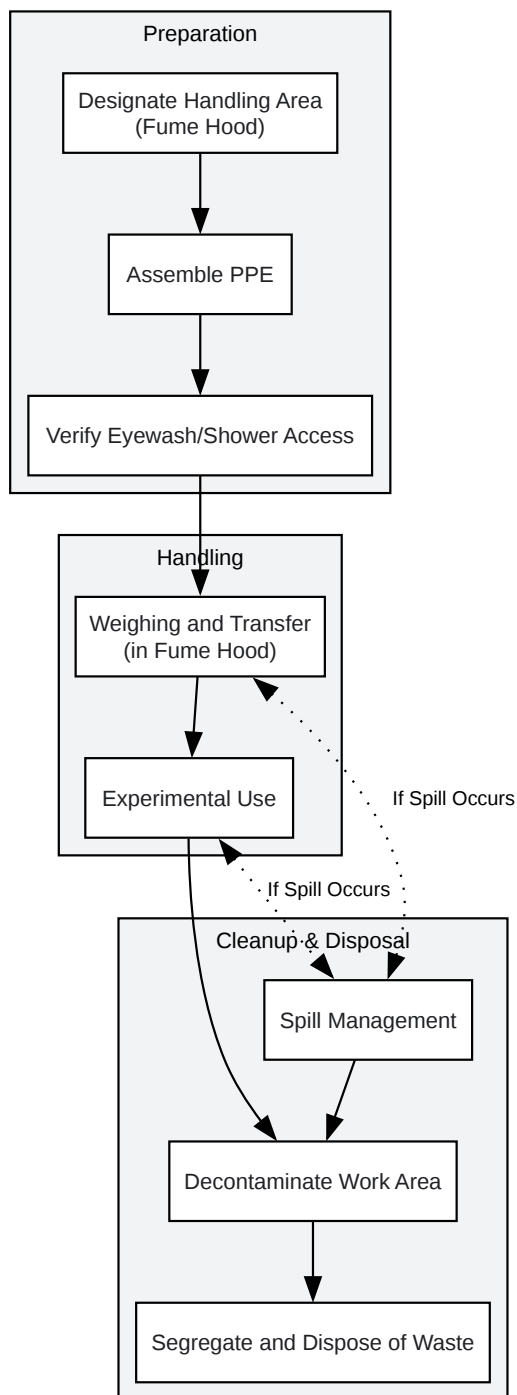 Preparation
Designate Handling Area
(Fume Hood)
Assemble PPE
Verify Eyewash/Shower Access
Handling
Weighing and Transfer
(in Fume Hood)
Experimental Use
If Spill Occurs
If Spill Occurs
Cleanup & Disposal
Spill Management
Decontaminate Work Area
Segregate and Dispose of Waste